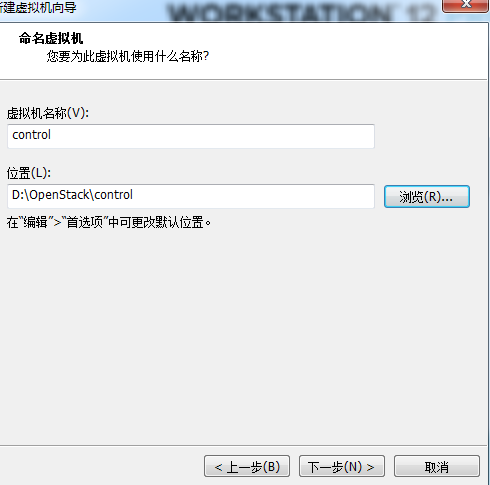 新建虚拟机向导
WORKSTATION 12
命名虚拟机
您要为此虚拟机使用什么名称?
虚拟机名称(V):
control
位置(L):
D:\OpenStack\control
浏览(R)...
在“编辑”>“首选项”中可更改默认位置。
< 上一步(B)
下一步(N) >
取消